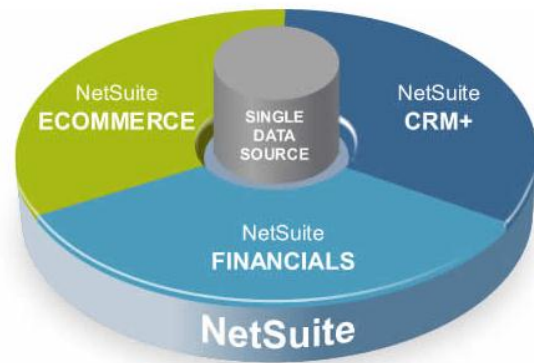 NetSuite
ECOMMERCE
SINGLE
DATA
SOURCE
NetSuite
CRM+
NetSuite
FINANCIALS
NetSuite